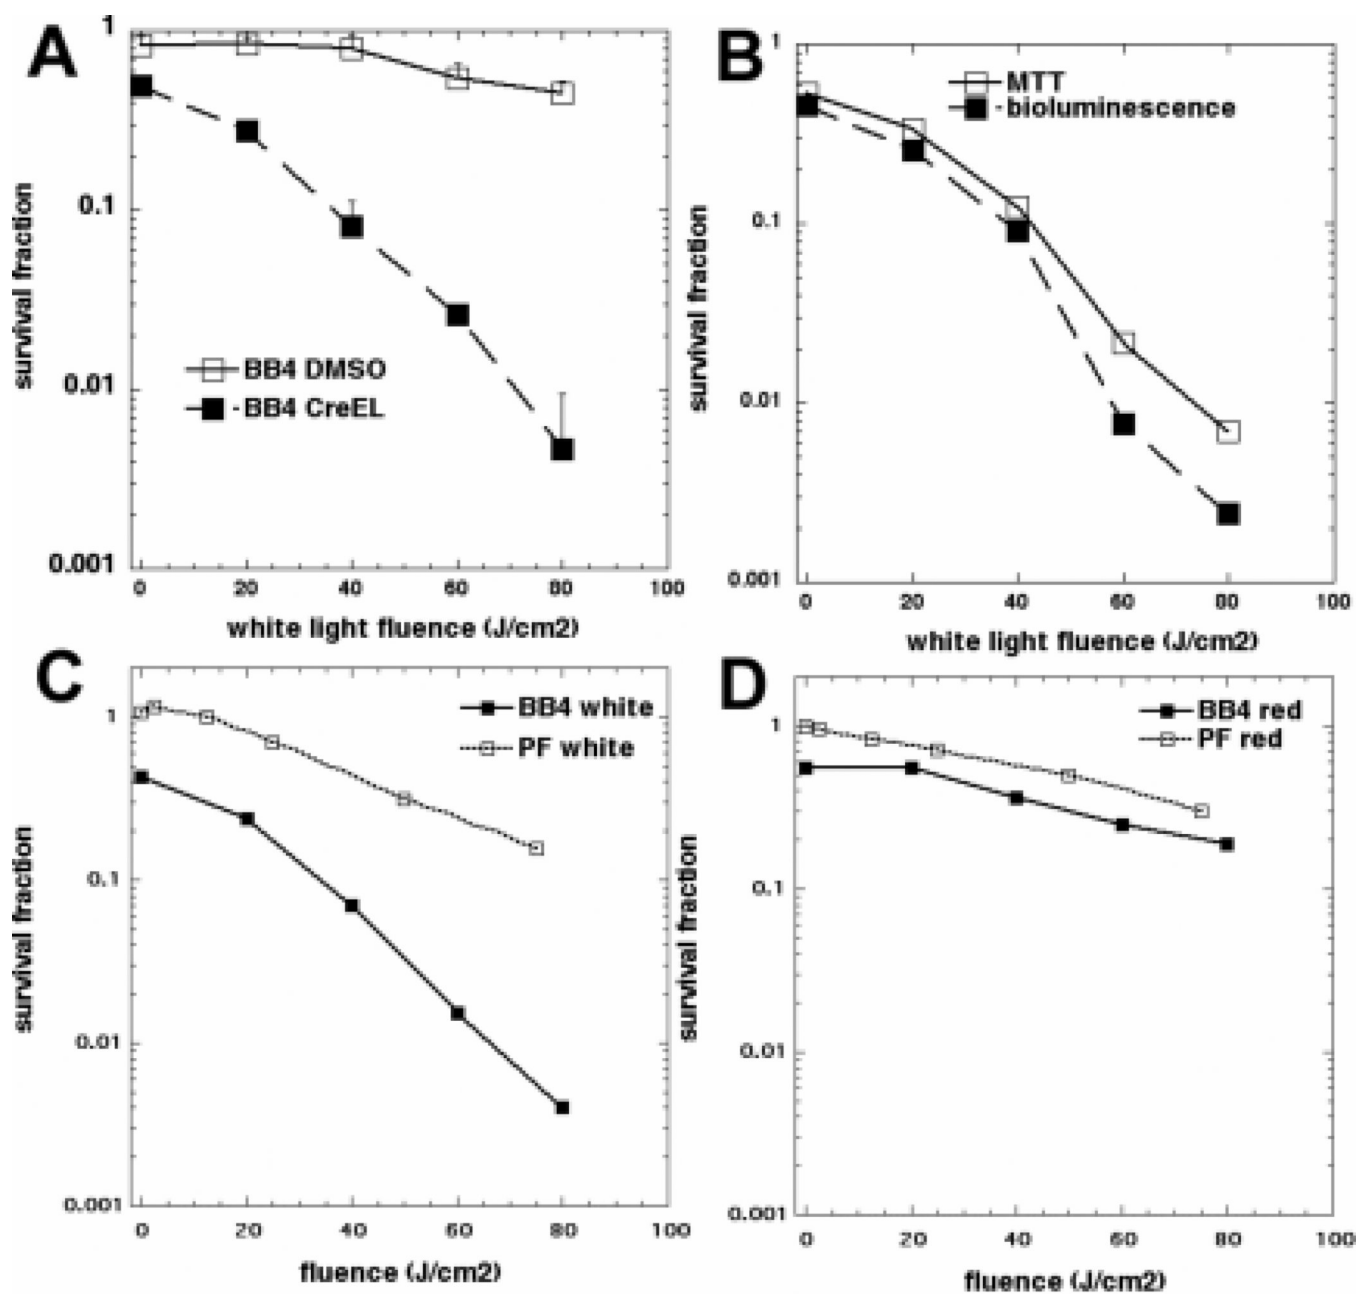 A
1
0.1
0.01
0.001
survival fraction
BB4 DMSO
BB4 CreEL
0 20 40 60 80 100
white light fluence (J/cm2)
B
1
0.1
0.01
0.001
survival fraction
MTT
bioluminescence
0 20 40 60 80 100
white light fluence (J/cm2)
C
1
0.1
0.01
0.001
survival fraction
BB4 white
PF white
0 20 40 60 80 100
fluence (J/cm2)
D
1
0.1
0.01
0.001
survival fraction
BB4 red
PF red
0 20 40 60 80 100
fluence (J/cm2)